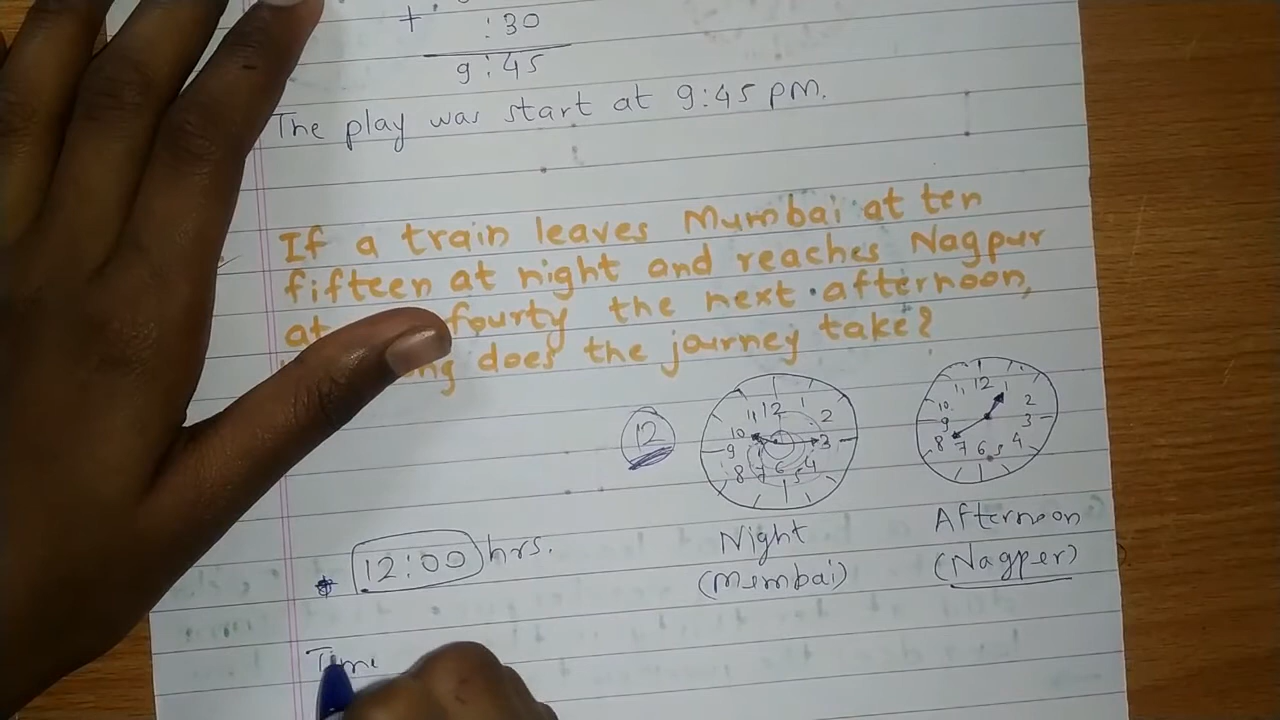 + :30
9:45
The play was start at 9:45 pm.
If a train leaves Mumbai at ten
fifteen at night and reaches Nagpur
at fourty the next afternoon,
does the journey take?
12
12 1 2 3 4 5 6 7 8 9 10 11
12 1 2 3 4 5 6 7 8 9 10 11
Night
(Mumbai)
Afternoon
(Nagper)
* 12:00 hrs.
Time